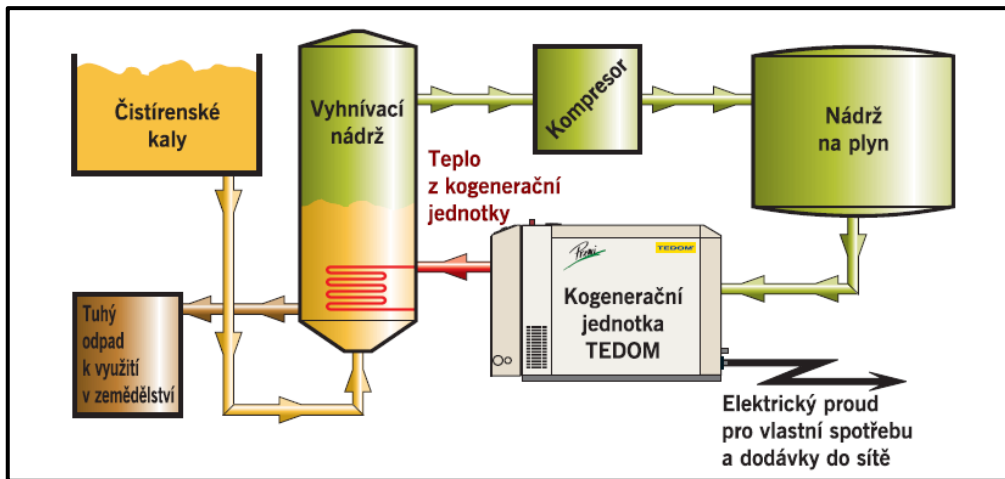 Čistírenské
kaly
Vyhnívací
nádrž
Kompresor
Nádrž
na plyn
Teplo
z kogenerační
jednotky
Premi
TEDOM
Kogenerační
jednotka
TEDOM
Tuhý
odpad
k využití
v zemědělství
Elektrický proud
pro vlastní spotřebu
a dodávky do sítě